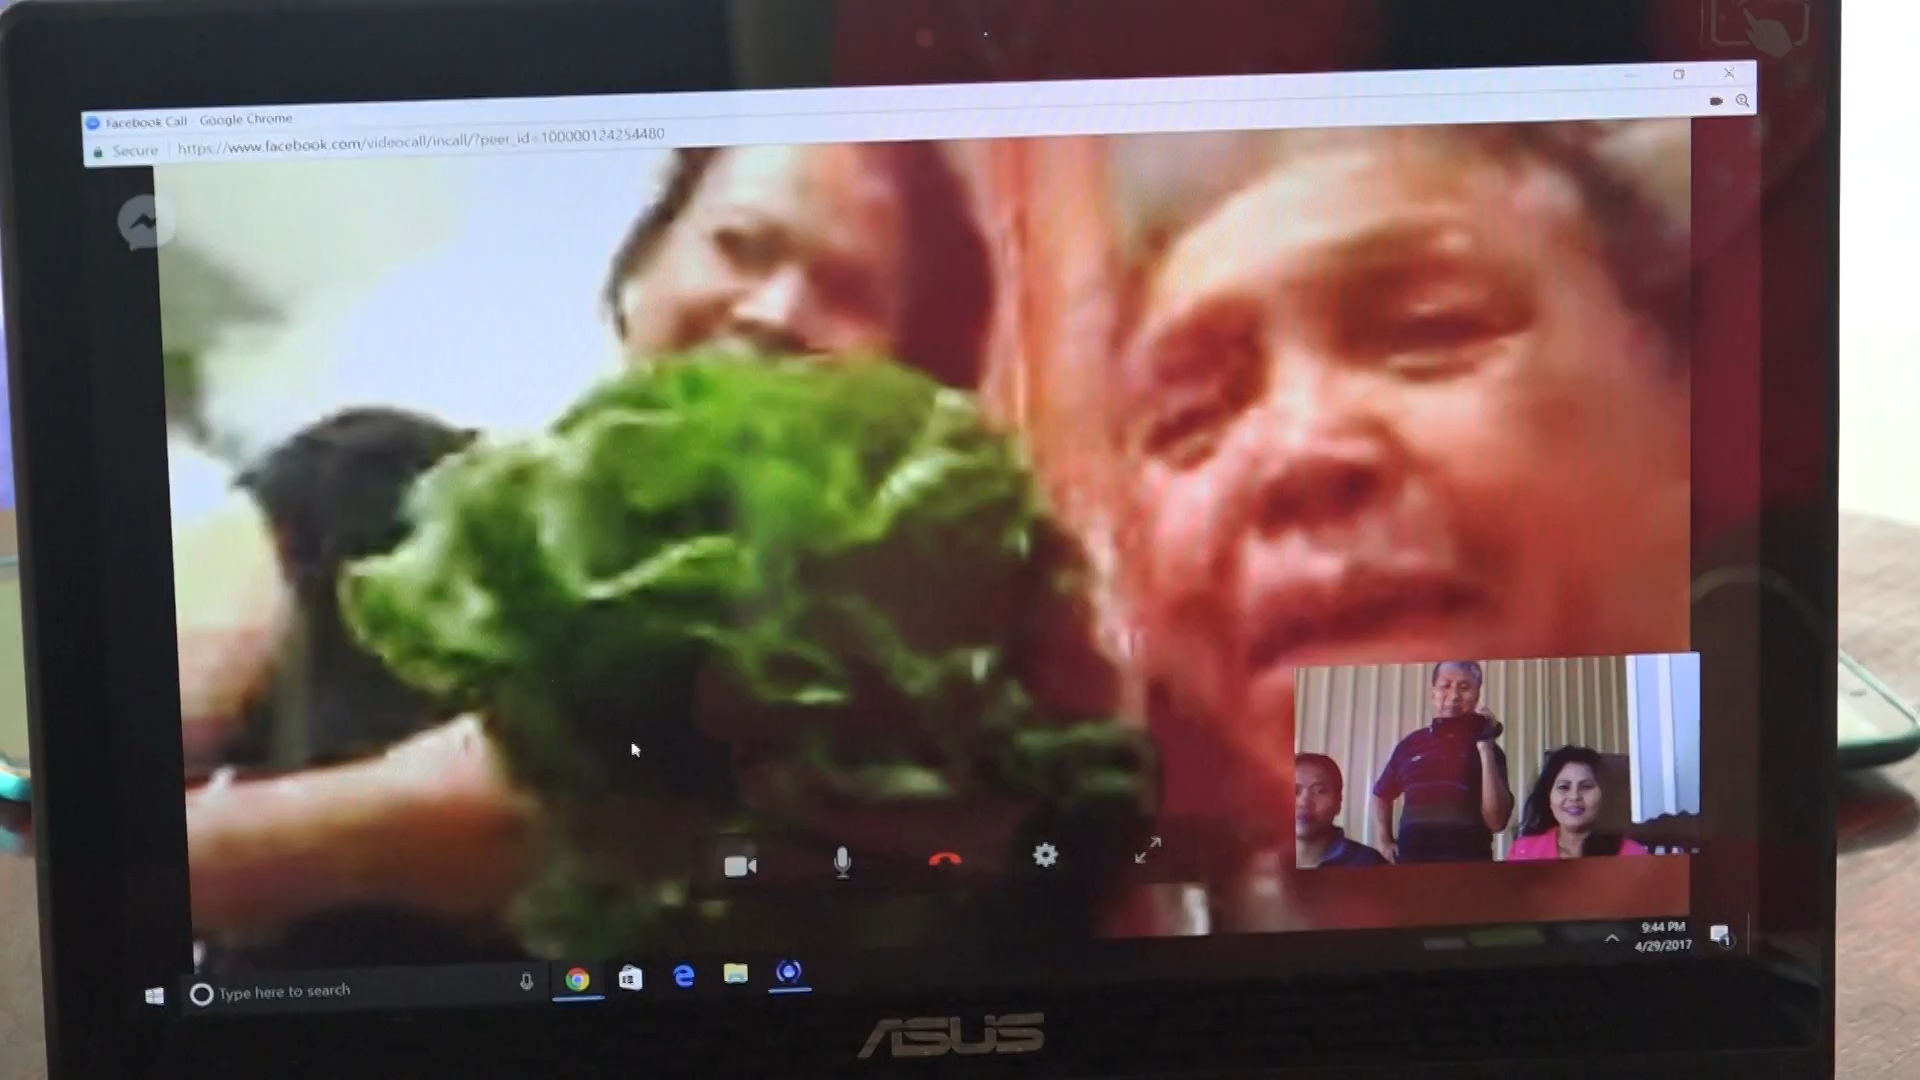 Facebook Call - Google Chrome
Secure https://www.facebook.com/videocall/incall/?peer_id=100000124254480
9:44 PM
4/29/2017
1
Type here to search
ASUS